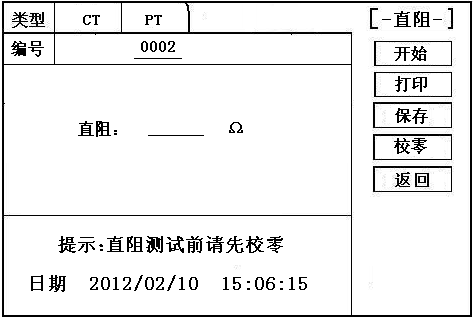 类型 CT PT
编号 0002
直阻： Ω
提示:直阻测试前请先校零
日期 2012/02/10 15:06:15
[-直阻-]
开始
打印
保存
校零
返回